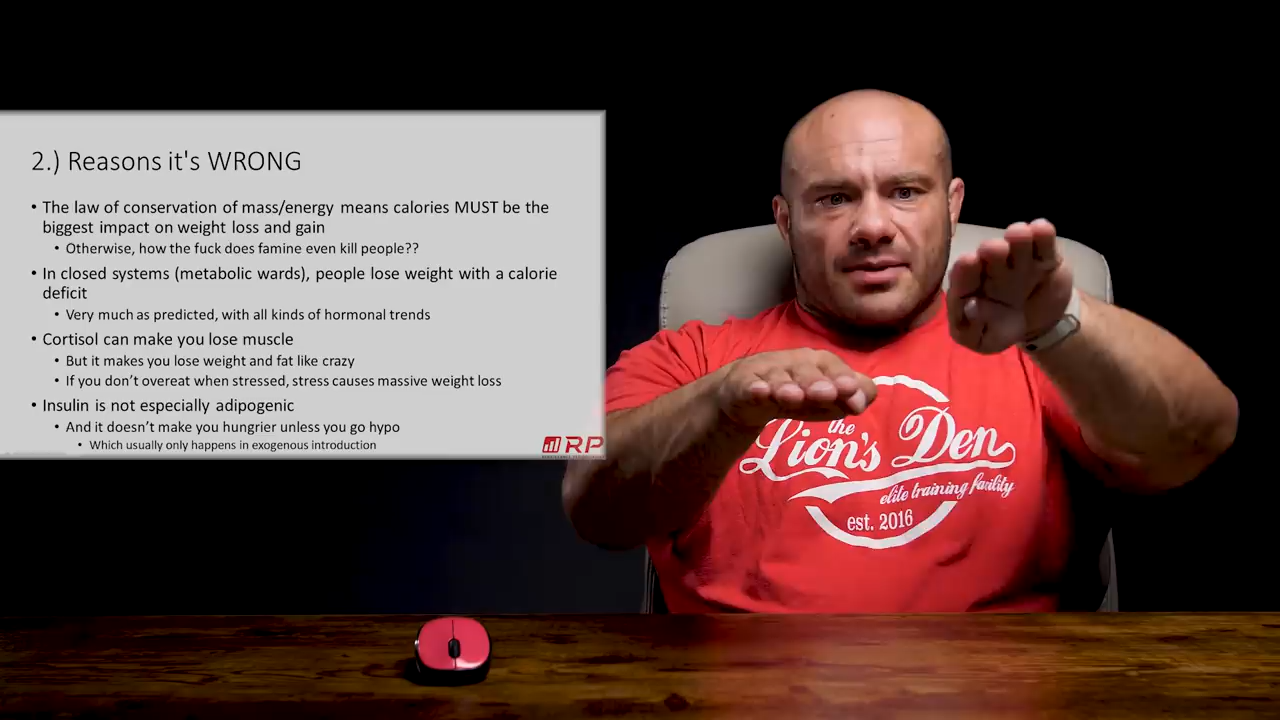 2.) Reasons it's WRONG
• The law of conservation of mass/energy means calories MUST be the
biggest impact on weight loss and gain
• Otherwise, how the fuck does famine even kill people??
• In closed systems (metabolic wards), people lose weight with a calorie
deficit
• Very much as predicted, with all kinds of hormonal trends
• Cortisol can make you lose muscle
• But it makes you lose weight and fat like crazy
• If you don't overeat when stressed, stress causes massive weight loss
• Insulin is not especially adipogenic
• And it doesn't make you hungrier unless you go hypo
• Which usually only happens in exogenous introduction
RP
the
Lion's Den
elite training facility
est. 2016